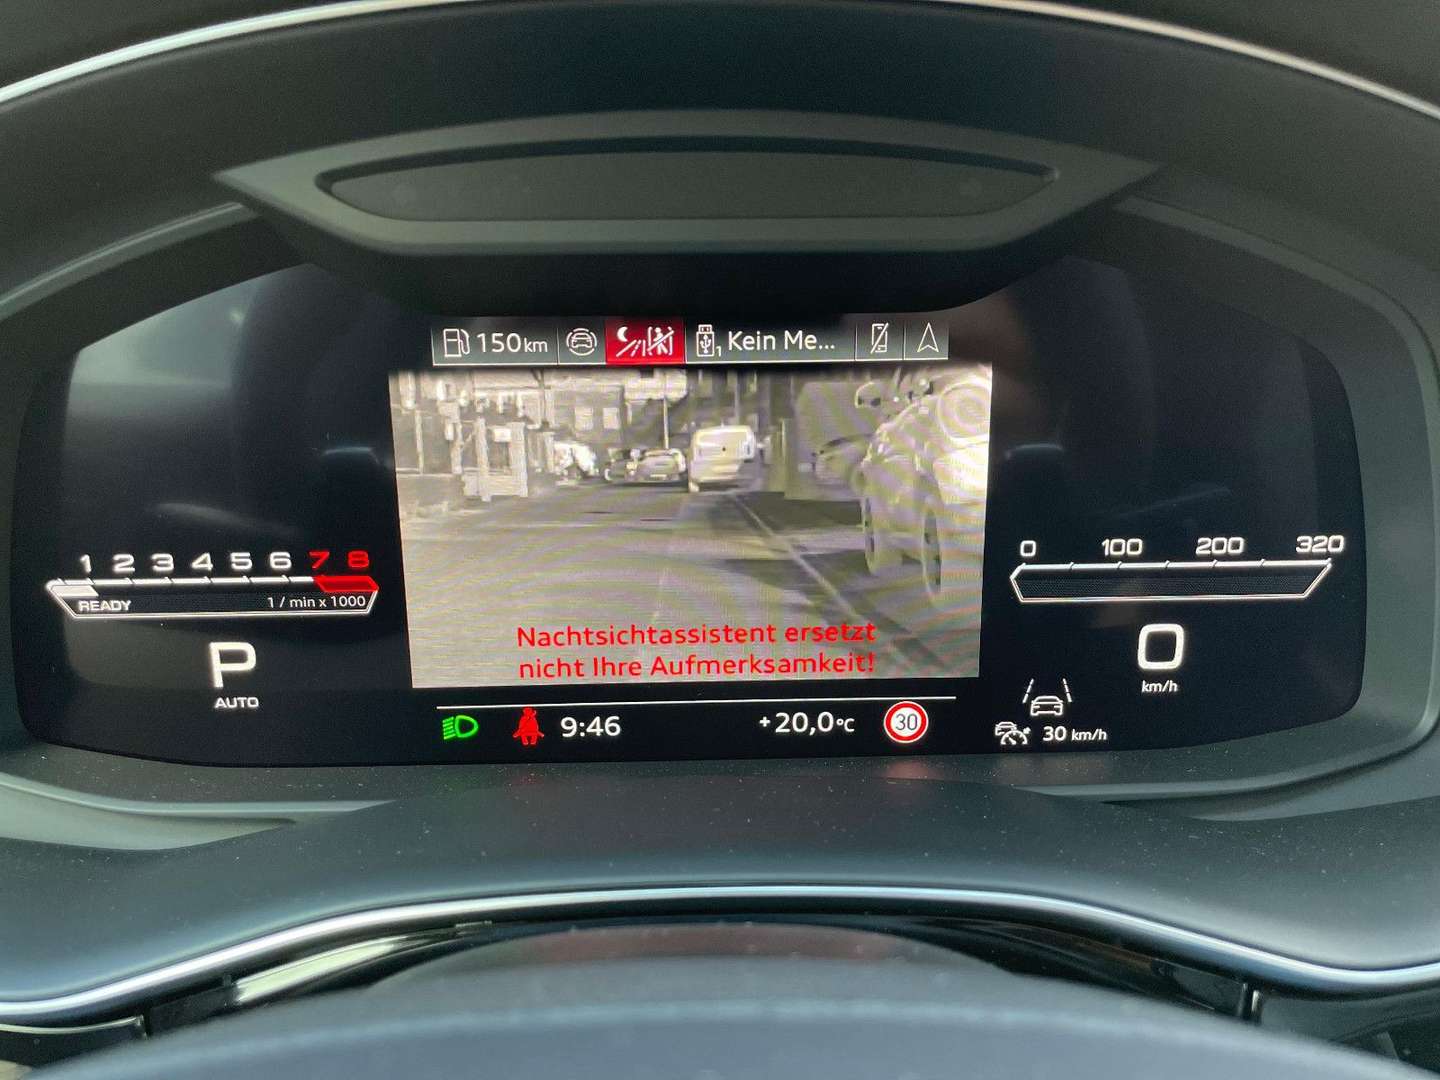 150km 1 Kein Me...
1 2 3 4 5 6 7 8
READY 1 / min x 1000
P
AUTO
Nachtsichtassistent ersetzt
nicht Ihre Aufmerksamkeit!
9:46 +20,0°C 30
0 100 200 320
0
km/h
30 km/h